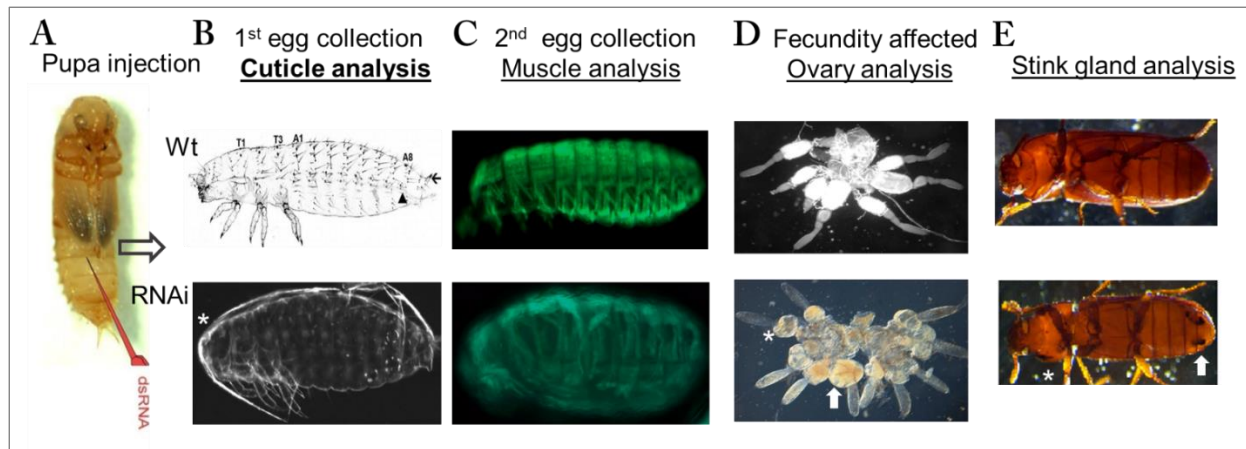 A
Pupa injection
dsRNA
B
1st egg collection
Cuticle analysis
Wt
T1 T3 A1
A8
RNAi
*
C
2nd egg collection
Muscle analysis
D
Fecundity affected
Ovary analysis
*
E
Stink gland analysis
*